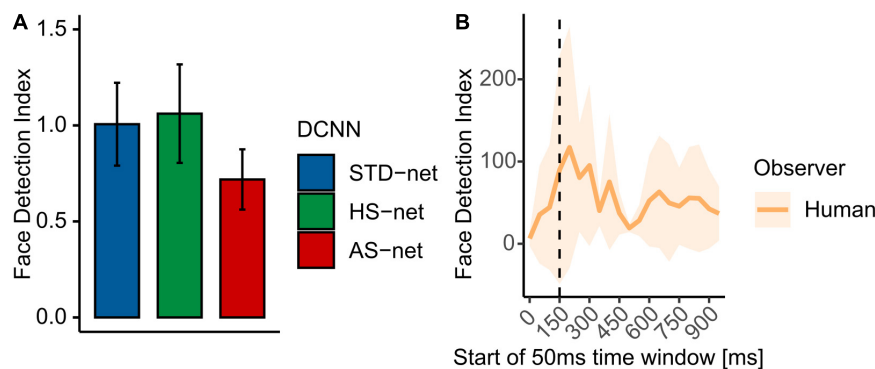 A
Face Detection Index
1.5
1.0
0.5
0.0
DCNN
STD-net
HS-net
AS-net
B
Face Detection Index
200
100
0
0
150
300
450
600
750
900
Start of 50ms time window [ms]
Observer
Human